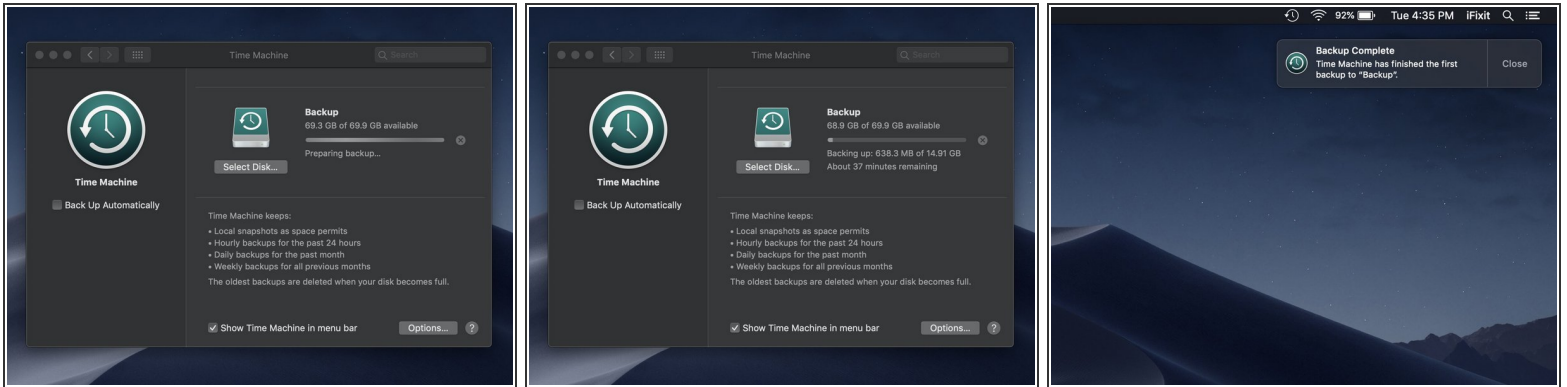 Time Machine
Search
Backup
69.3 GB of 69.9 GB available
Preparing backup...
Select Disk...
Time Machine
Back Up Automatically
Time Machine keeps:
• Local snapshots as space permits
• Hourly backups for the past 24 hours
• Daily backups for the past month
• Weekly backups for all previous months
The oldest backups are deleted when your disk becomes full.
Show Time Machine in menu bar
Options...
?
Time Machine
Search
Backup
68.9 GB of 69.9 GB available
Backing up: 638.3 MB of 14.91 GB
About 37 minutes remaining
Select Disk...
Time Machine
Back Up Automatically
Time Machine keeps:
• Local snapshots as space permits
• Hourly backups for the past 24 hours
• Daily backups for the past month
• Weekly backups for all previous months
The oldest backups are deleted when your disk becomes full.
Show Time Machine in menu bar
Options...
?
92% Tue 4:35 PM iFixit
Backup Complete
Time Machine has finished the first
backup to “Backup”.
Close